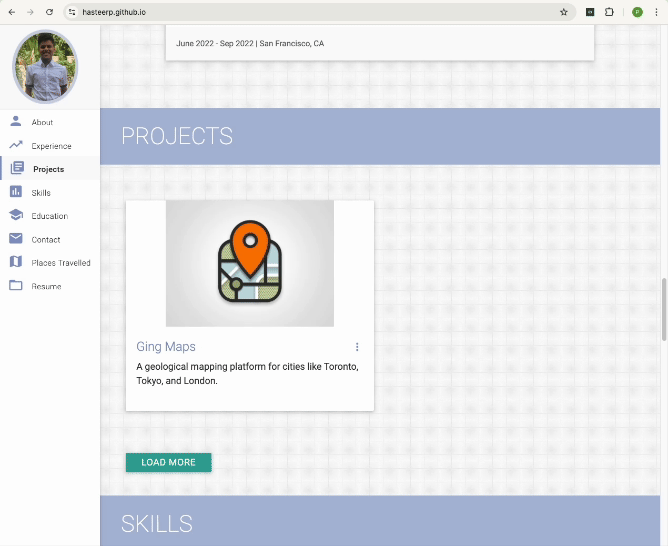 hasteerp.github.io
P
June 2022 - Sep 2022 | San Francisco, CA
About
Experience
Projects
Skills
Education
Contact
Places Travelled
Resume
PROJECTS
Ging Maps
A geological mapping platform for cities like Toronto,
Tokyo, and London.
LOAD MORE
SKILLS